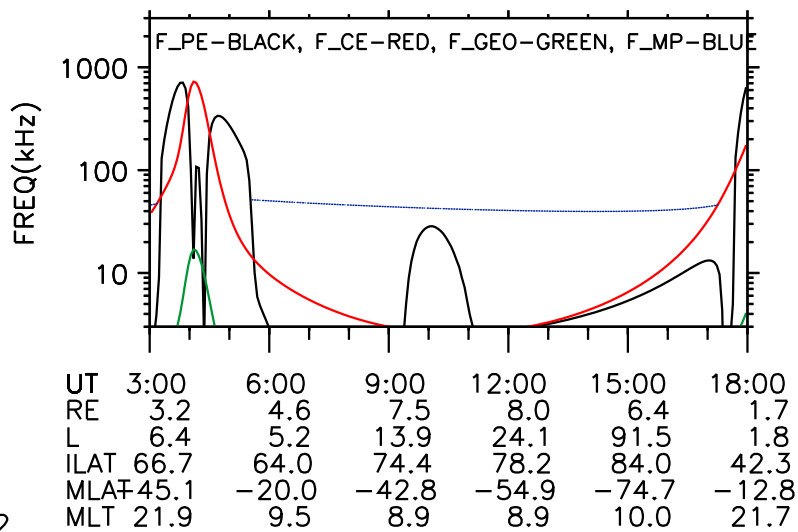 F_PE-BLACK, F_CE-RED, F_GEO-GREEN, F_MP-BLUE
1000
100
10
FREQ(kHz)
UT 3:00 6:00 9:00 12:00 15:00 18:00
RE 3.2 4.6 7.5 8.0 6.4 1.7
L 6.4 5.2 13.9 24.1 91.5 1.8
ILAT 66.7 64.0 74.4 78.2 84.0 42.3
MLAT -45.1 -20.0 -42.8 -54.9 -74.7 -12.8
MLT 21.9 9.5 8.9 8.9 10.0 21.7